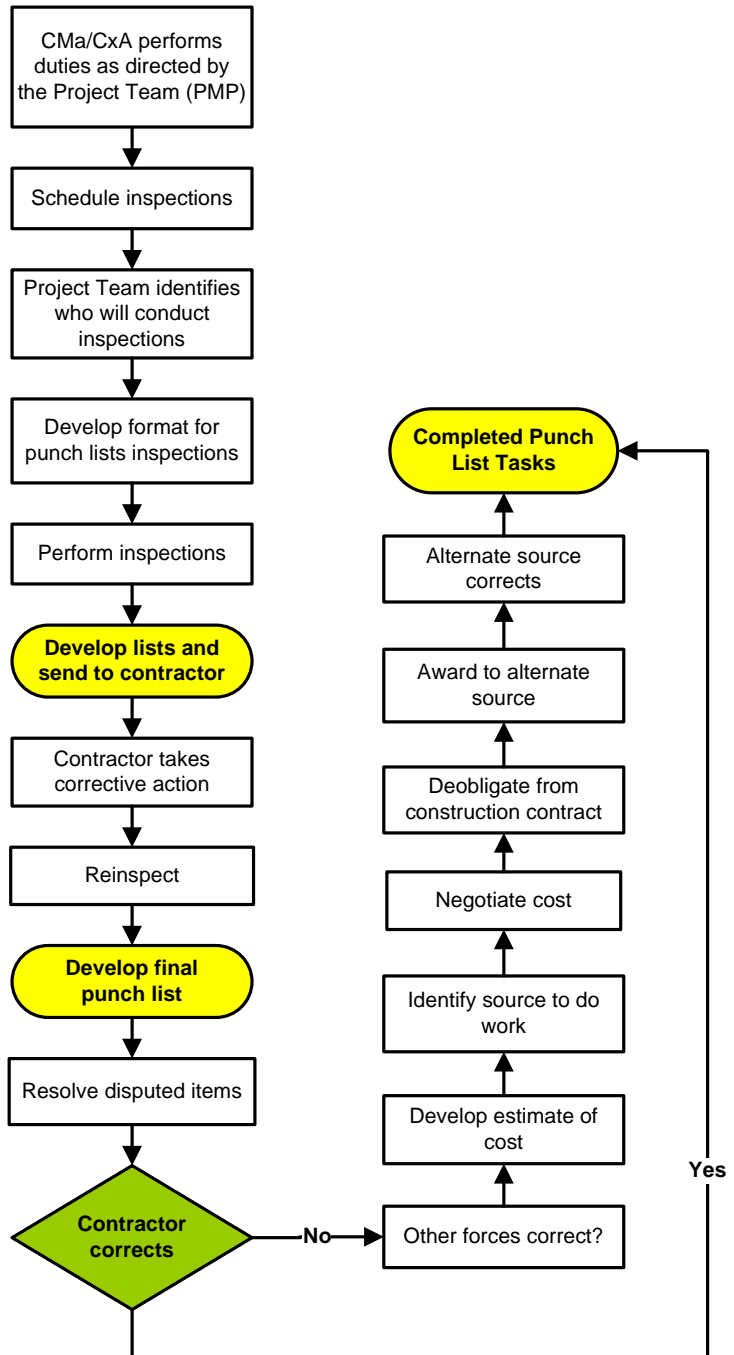 CMa/CxA performs
duties as directed by
the Project Team (PMP)
Schedule inspections
Project Team identifies
who will conduct
inspections
Develop format for
punch lists inspections
Perform inspections
Develop lists and
send to contractor
Contractor takes
corrective action
Reinspect
Develop final
punch list
Resolve disputed items
Contractor
corrects
No
Other forces correct?
Develop estimate of
cost
Identify source to do
work
Negotiate cost
Deobligate from
construction contract
Award to alternate
source
Alternate source
corrects
Completed Punch
List Tasks
Yes